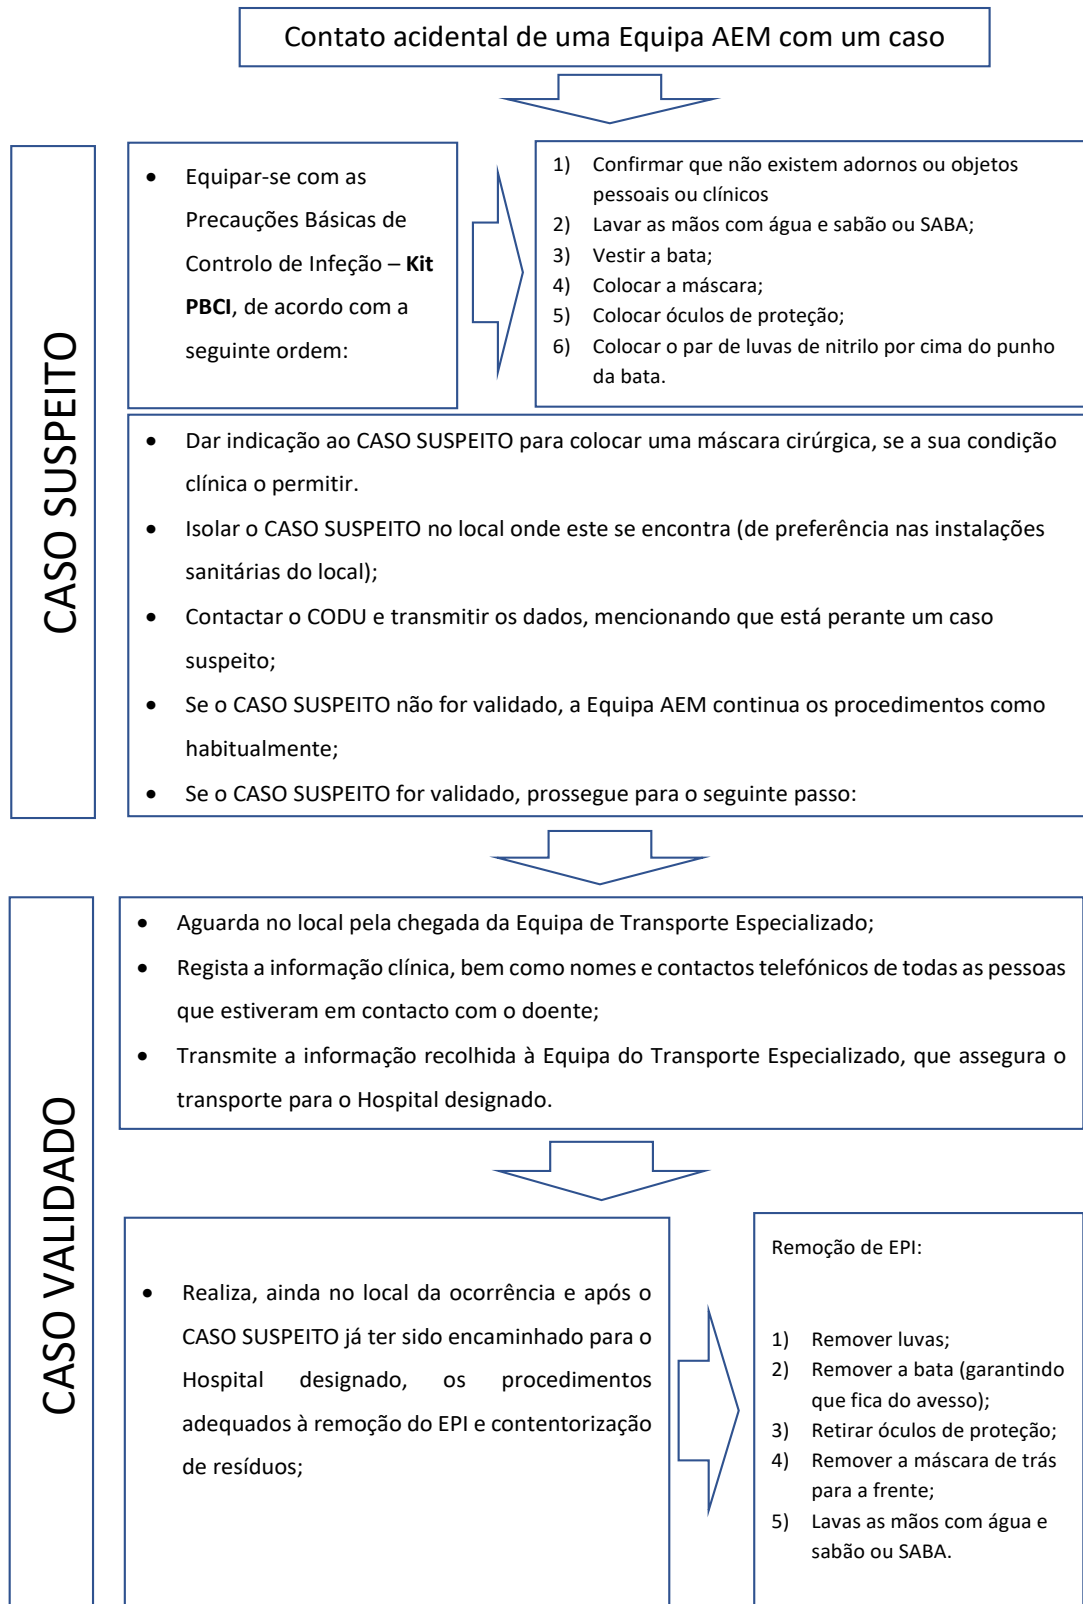 Contato acidental de uma Equipa AEM com um caso
CASO SUSPEITO
• Equipar-se com as
Precauções Básicas de
Controlo de Infeção – Kit
PBCI, de acordo com a
seguinte ordem:
1) Confirmar que não existem adornos ou objetos
pessoais ou clínicos
2) Lavar as mãos com água e sabão ou SABA;
3) Vestir a bata;
4) Colocar a máscara;
5) Colocar óculos de proteção;
6) Colocar o par de luvas de nitrilo por cima do punho
da bata.
• Dar indicação ao CASO SUSPEITO para colocar uma máscara cirúrgica, se a sua condição
clínica o permitir.
• Isolar o CASO SUSPEITO no local onde este se encontra (de preferência nas instalações
sanitárias do local);
• Contactar o CODU e transmitir os dados, mencionando que está perante um caso
suspeito;
• Se o CASO SUSPEITO não for validado, a Equipa AEM continua os procedimentos como
habitualmente;
• Se o CASO SUSPEITO for validado, prossegue para o seguinte passo:
CASO VALIDADO
• Aguarda no local pela chegada da Equipa de Transporte Especializado;
• Regista a informação clínica, bem como nomes e contactos telefónicos de todas as pessoas
que estiveram em contacto com o doente;
• Transmite a informação recolhida à Equipa do Transporte Especializado, que assegura o
transporte para o Hospital designado.
• Realiza, ainda no local da ocorrência e após o
CASO SUSPEITO já ter sido encaminhado para o
Hospital designado, os procedimentos
adequados à remoção do EPI e contentorização
de resíduos;
Remoção de EPI:
1) Remover luvas;
2) Remover a bata (garantindo
que fica do avesso);
3) Retirar óculos de proteção;
4) Remover a máscara de trás
para a frente;
5) Lavas as mãos com água e
sabão ou SABA.